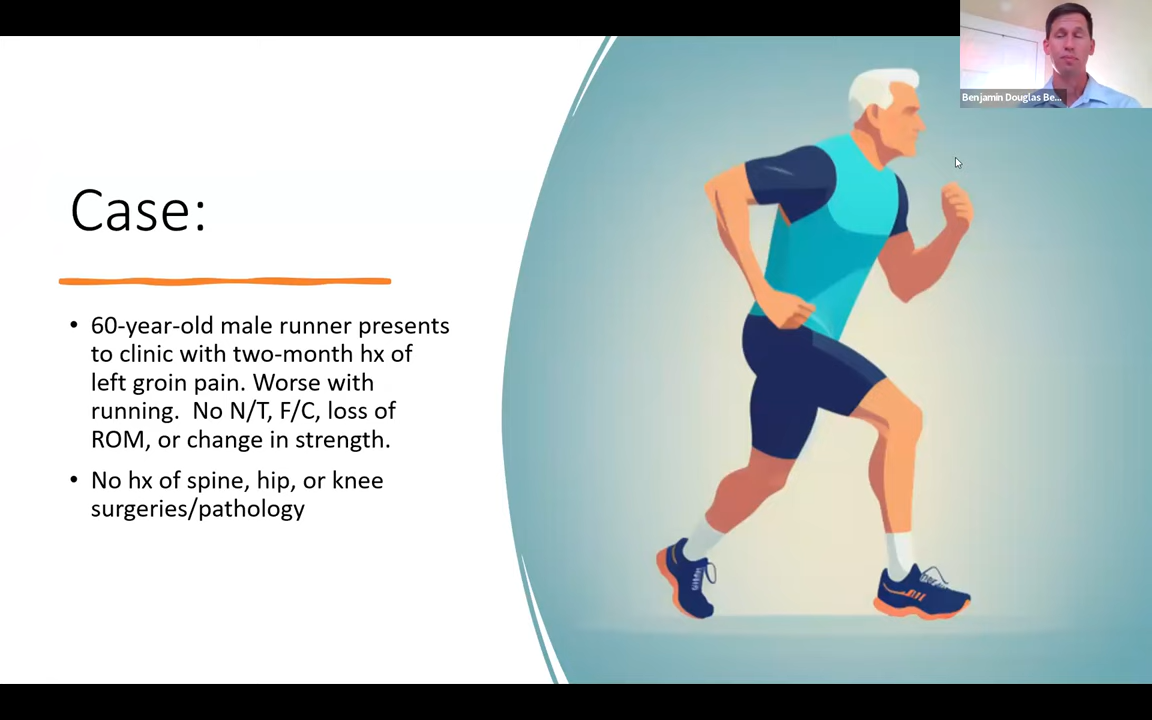 Benjamin Douglas Be...
Case:
• 60-year-old male runner presents
to clinic with two-month hx of
left groin pain. Worse with
running.  No N/T, F/C, loss of
ROM, or change in strength.
• No hx of spine, hip, or knee
surgeries/pathology